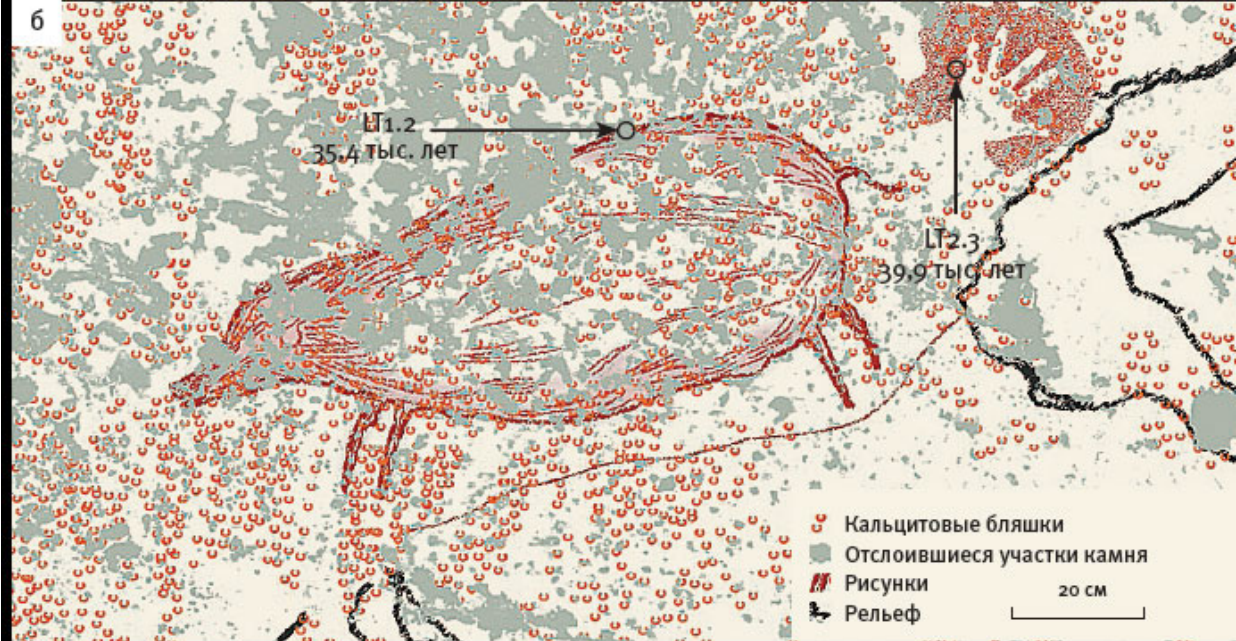 б
LT1.2
35,4 тыс. лет
LT2.3
39,9 тыс. лет
Кальцитовые бляшки
Отслоившиеся участки камня
Рисунки
Рельеф
20 см